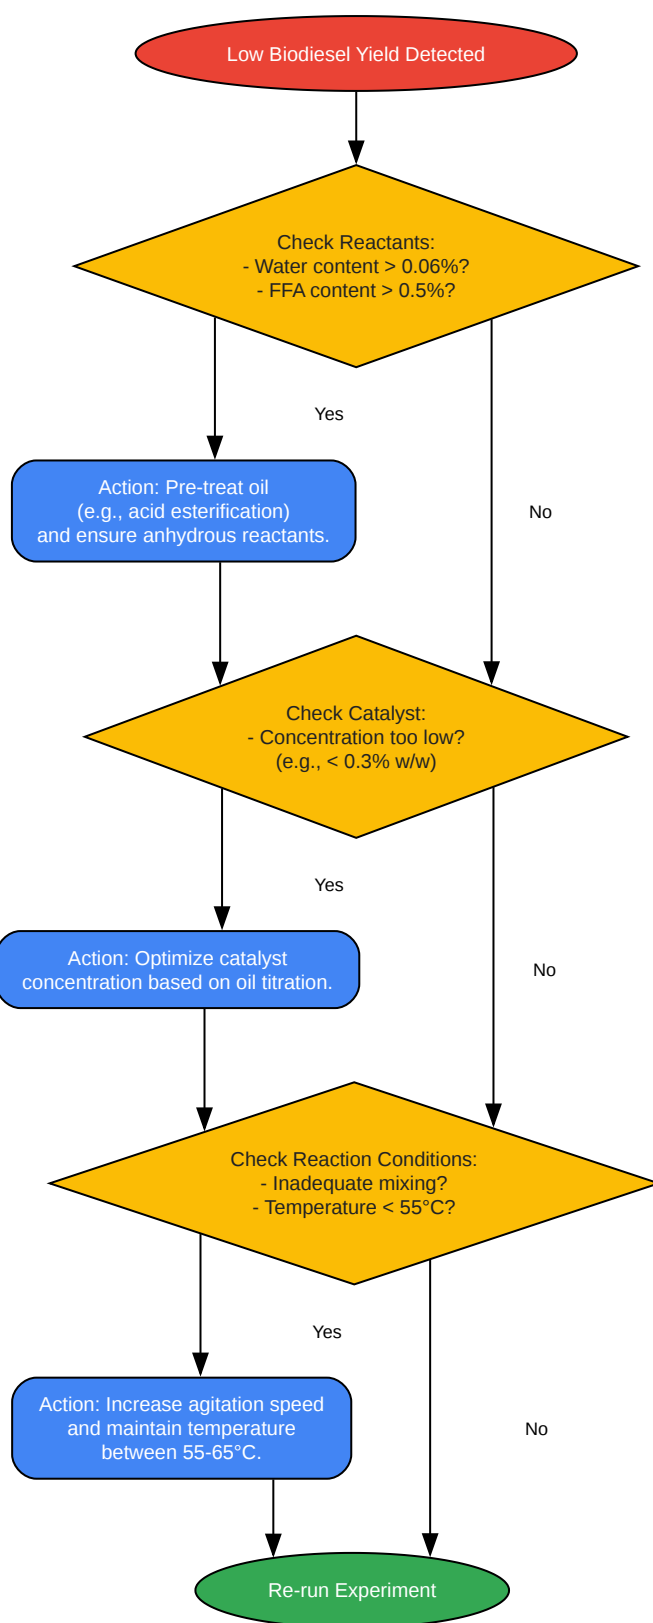 Low Biodiesel Yield Detected
Check Reactants:
- Water content > 0.06%?
- FFA content > 0.5%?
Yes
Action: Pre-treat oil
(e.g., acid esterification)
and ensure anhydrous reactants.
No
Check Catalyst:
- Concentration too low?
(e.g., < 0.3% w/w)
Yes
Action: Optimize catalyst
concentration based on oil titration.
No
Check Reaction Conditions:
- Inadequate mixing?
- Temperature < 55°C?
Yes
Action: Increase agitation speed
and maintain temperature
between 55-65°C.
No
Re-run Experiment